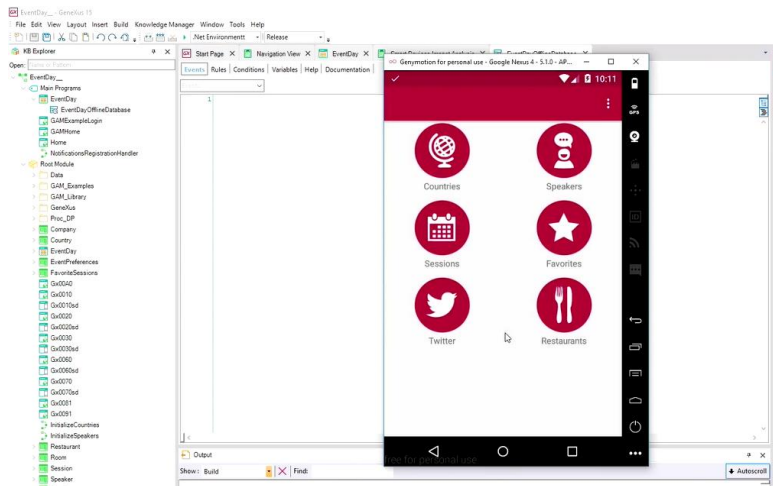 EventDay__ - GeneXus 15
File Edit View Layout Insert Build Knowledge Manager Window Tools Test Help
.Net Environment Release
KB Explorer
Start Page Navigation View EventDay
Open:
Events Rules Conditions Variables Help Documentation
1
EventDay__
Main Programs
EventDay
EventDayOfflineDatabase
GAMExampleLogin
GAMHome
Home
NotificationsRegistrationHandler
Root Module
Data
GAM_Examples
GAM_Library
GeneXus
Proc_DP
Company
Country
EventDay
EventPreferences
FavoriteSessions
Gx00A0
Gx0010
Gx0010sd
Gx0020
Gx0020sd
Gx0030
Gx0030sd
Gx0060
Gx0060sd
Gx0070
Gx0070sd
Gx0081
Gx0091
InitializeCountries
InitializeSpeakers
Restaurant
Room
Session
Speaker
Genymotion for personal use - Google Nexus 4 - 5.1.0 - AP...
10:11
GPS
ID
Countries Speakers
Sessions Favorites
Twitter Restaurants
free for personal use
Output
Show: Build Find: Autoscroll